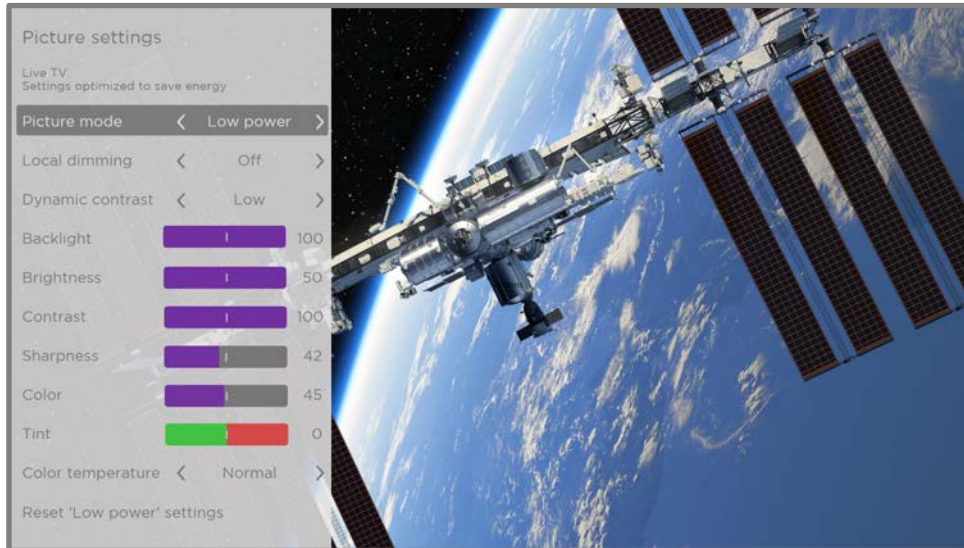 Picture settings
Live TV
Settings optimized to save energy
Picture mode < Low power >
Local dimming < Off >
Dynamic contrast < Low >
Backlight 100
Brightness 50
Contrast 100
Sharpness 42
Color 45
Tint 0
Color temperature < Normal >
Reset 'Low power' settings